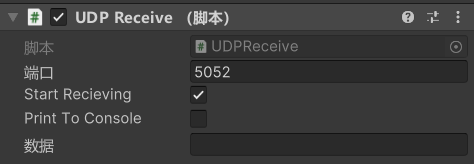 UDP Receive （脚本）
脚本 UDPReceive
端口 5052
Start Recieving
Print To Console
数据